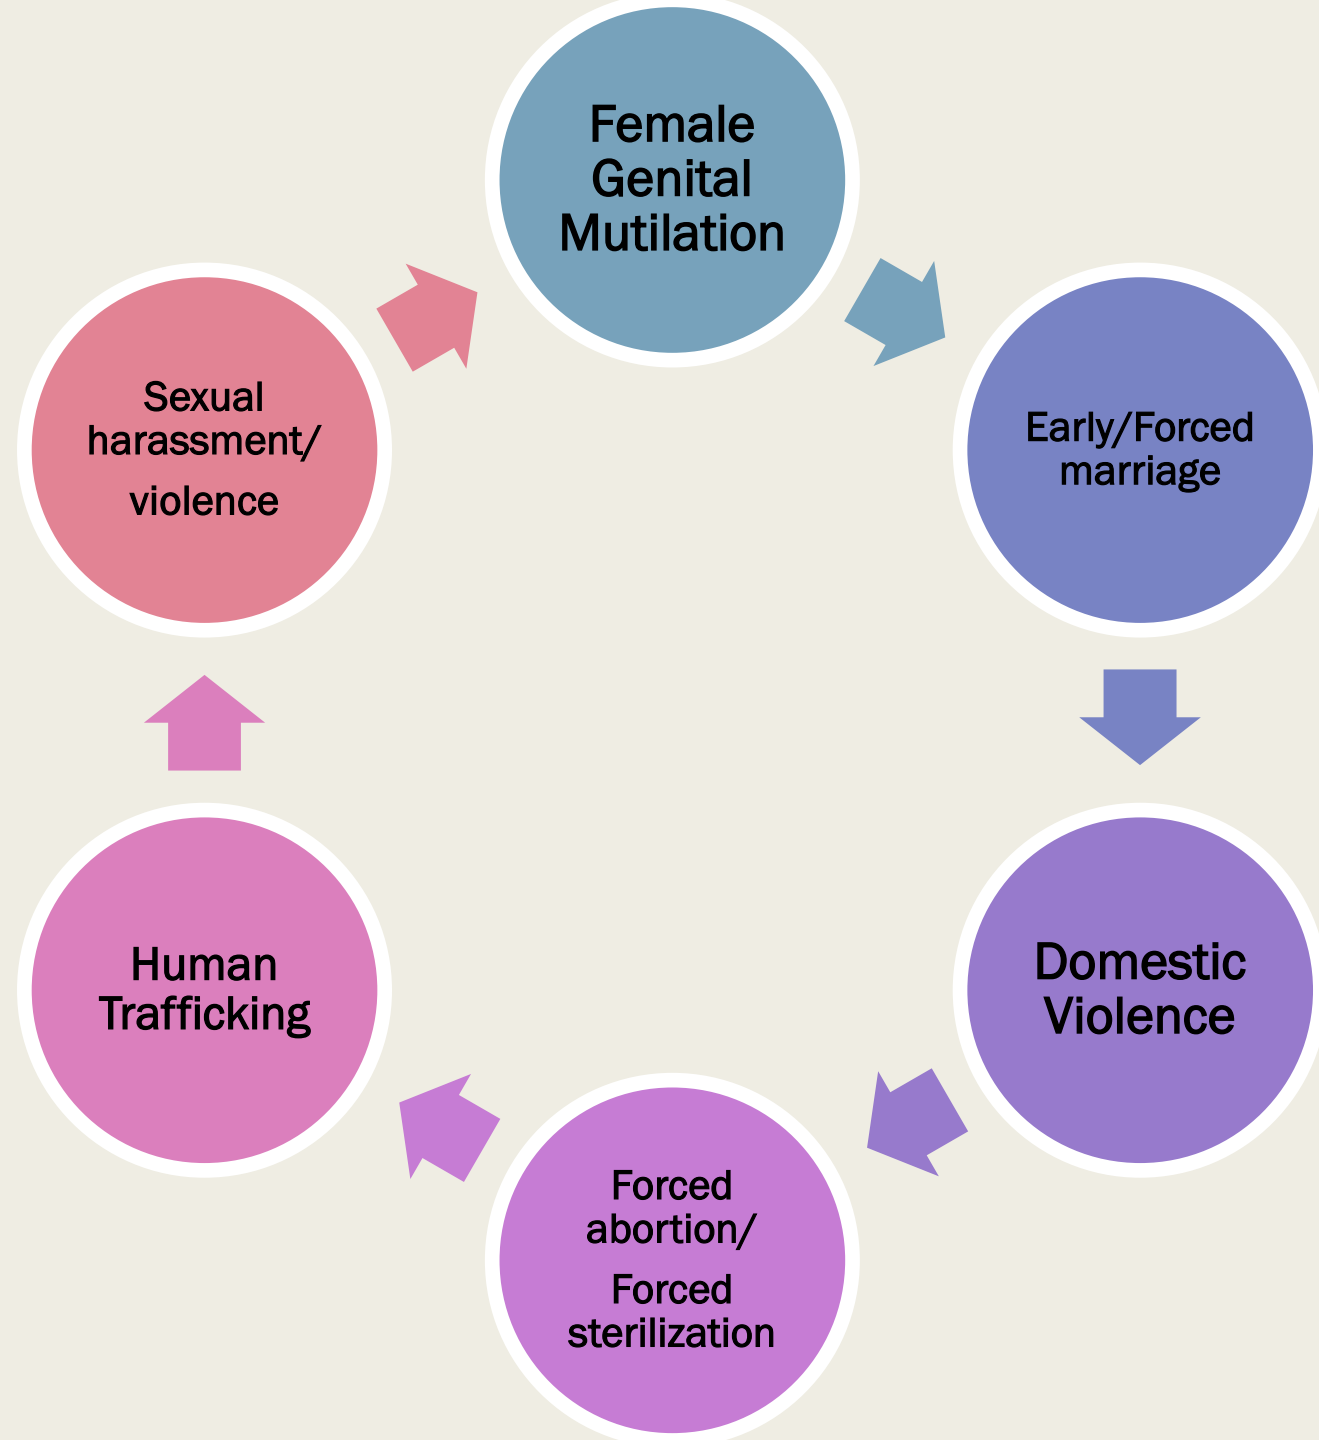 Female
Genital
Mutilation
Early/Forced
marriage
Domestic
Violence
Forced
abortion/
Forced
sterilization
Human
Trafficking
Sexual
harassment/
violence